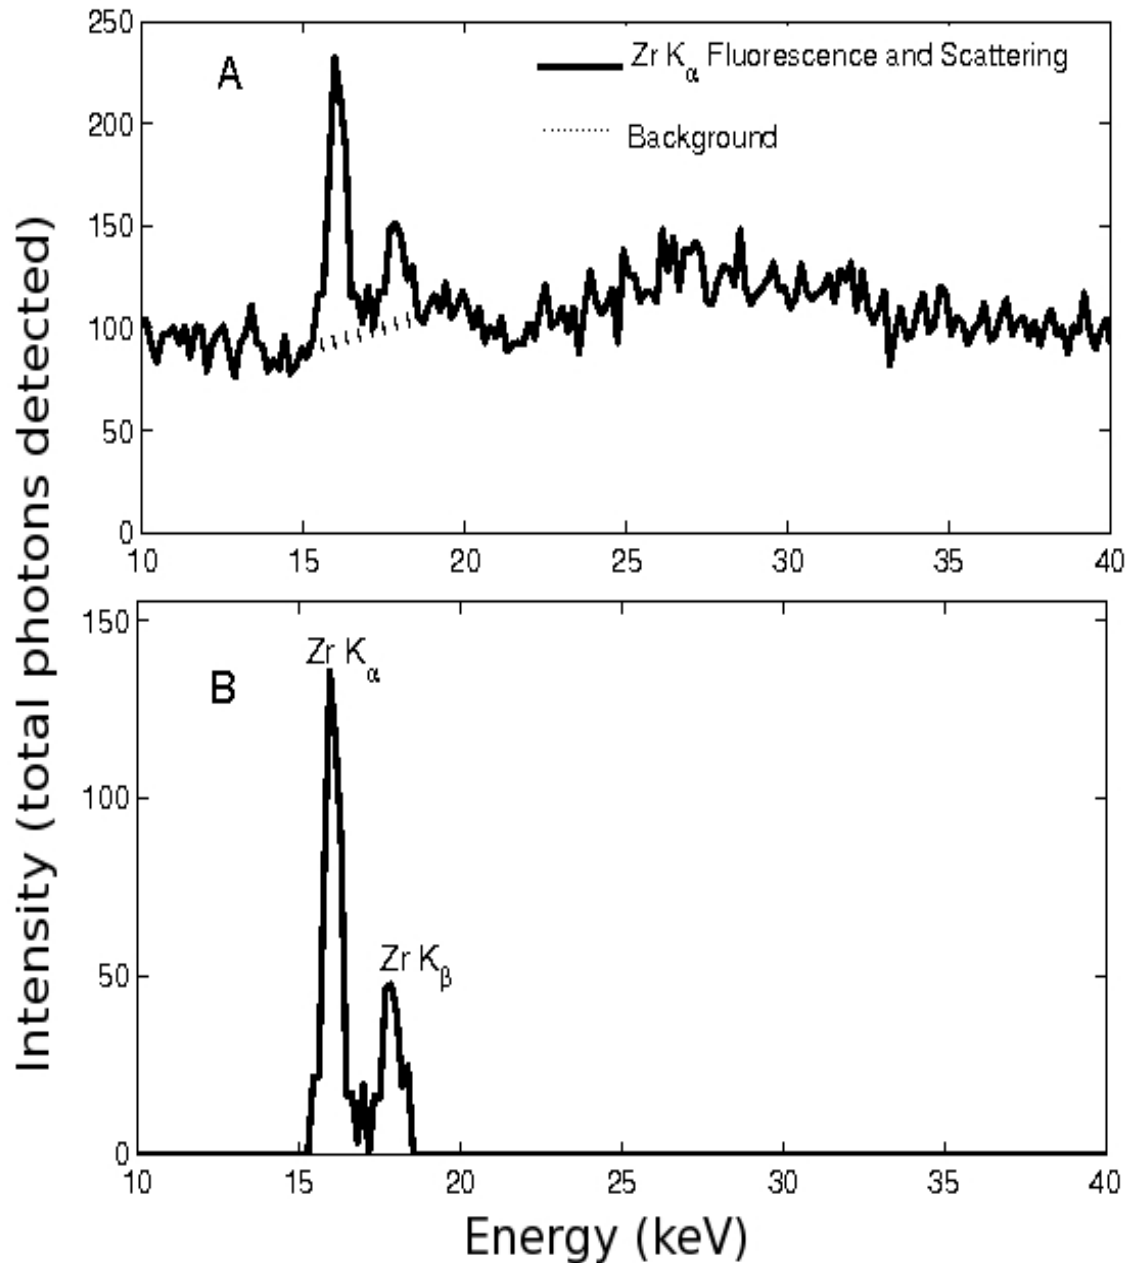 Intensity (total photons detected)
250
200
150
100
50
0
A
Zr Kα Fluorescence and Scattering
Background
10 15 20 25 30 35 40
150
100
50
0
B
Zr Kα
Zr Kβ
10 15 20 25 30 35 40
Energy (keV)